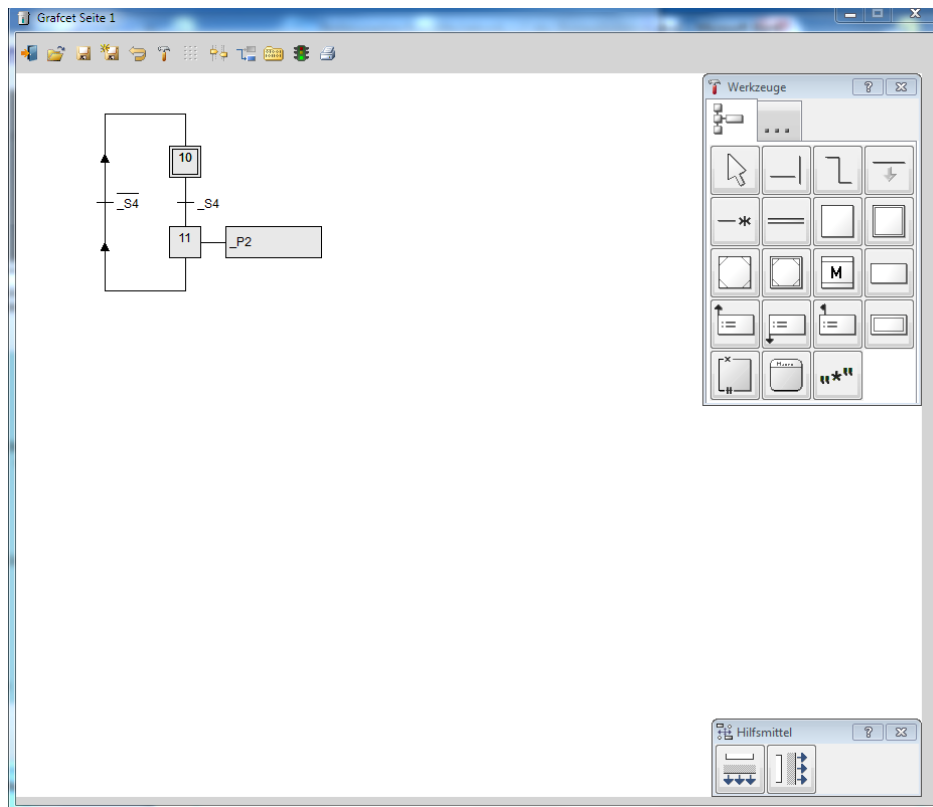 Grafcet Seite 1
Werkzeuge
10
_S4
_S4
11
_P2
M
:=
:=
:=
"*"
Hilfsmittel